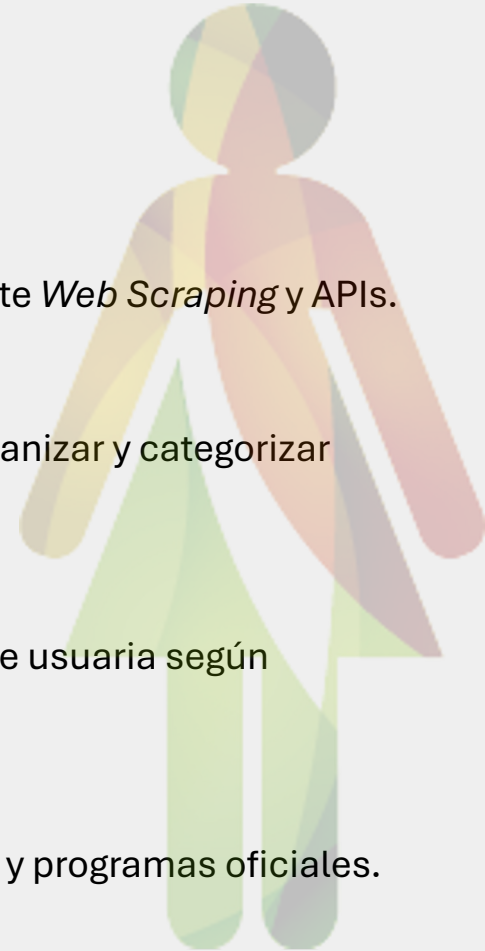 te Web Scraping y APIs.
anizar y categorizar
e usuaria según
y programas oficiales.